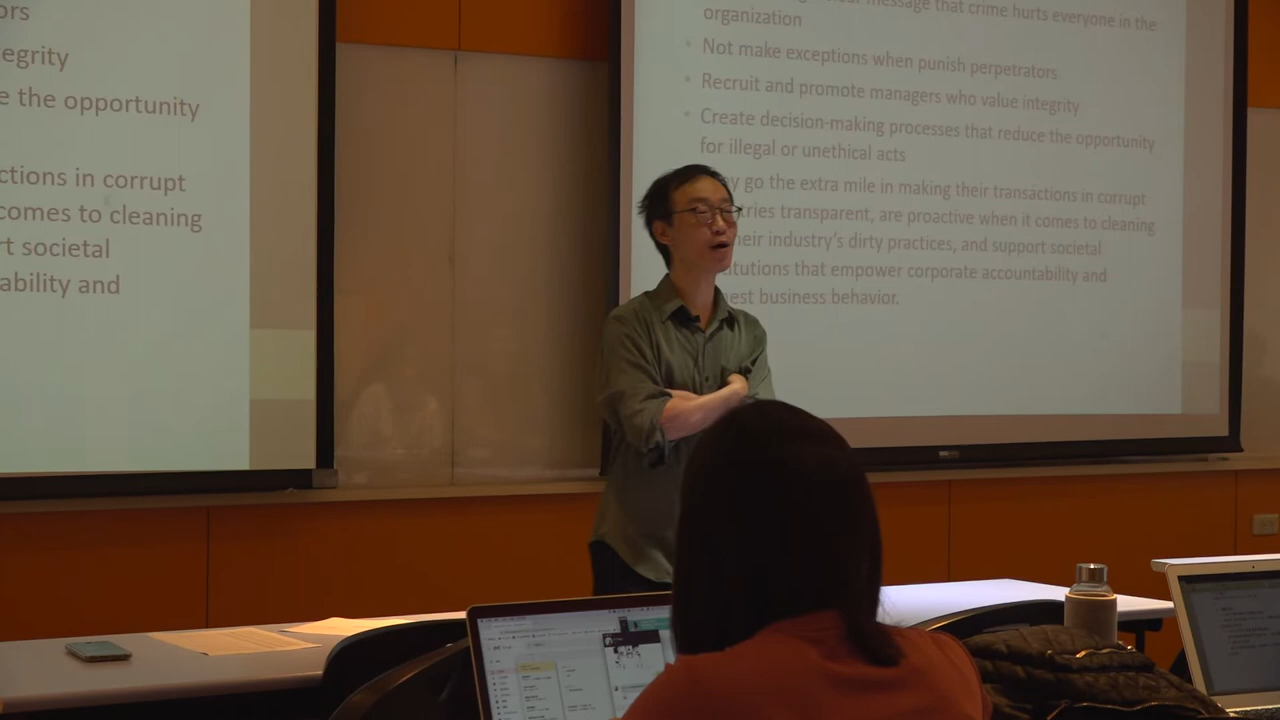 ors
egrity
e the opportunity
ctions in corrupt
comes to cleaning
rt societal
ability and
message that crime hurts everyone in the
organization
• Not make exceptions when punish perpetrators
• Recruit and promote managers who value integrity
• Create decision-making processes that reduce the opportunity
for illegal or unethical acts
y go the extra mile in making their transactions in corrupt
tries transparent, are proactive when it comes to cleaning
heir industry's dirty practices, and support societal
itutions that empower corporate accountability and
nest business behavior.